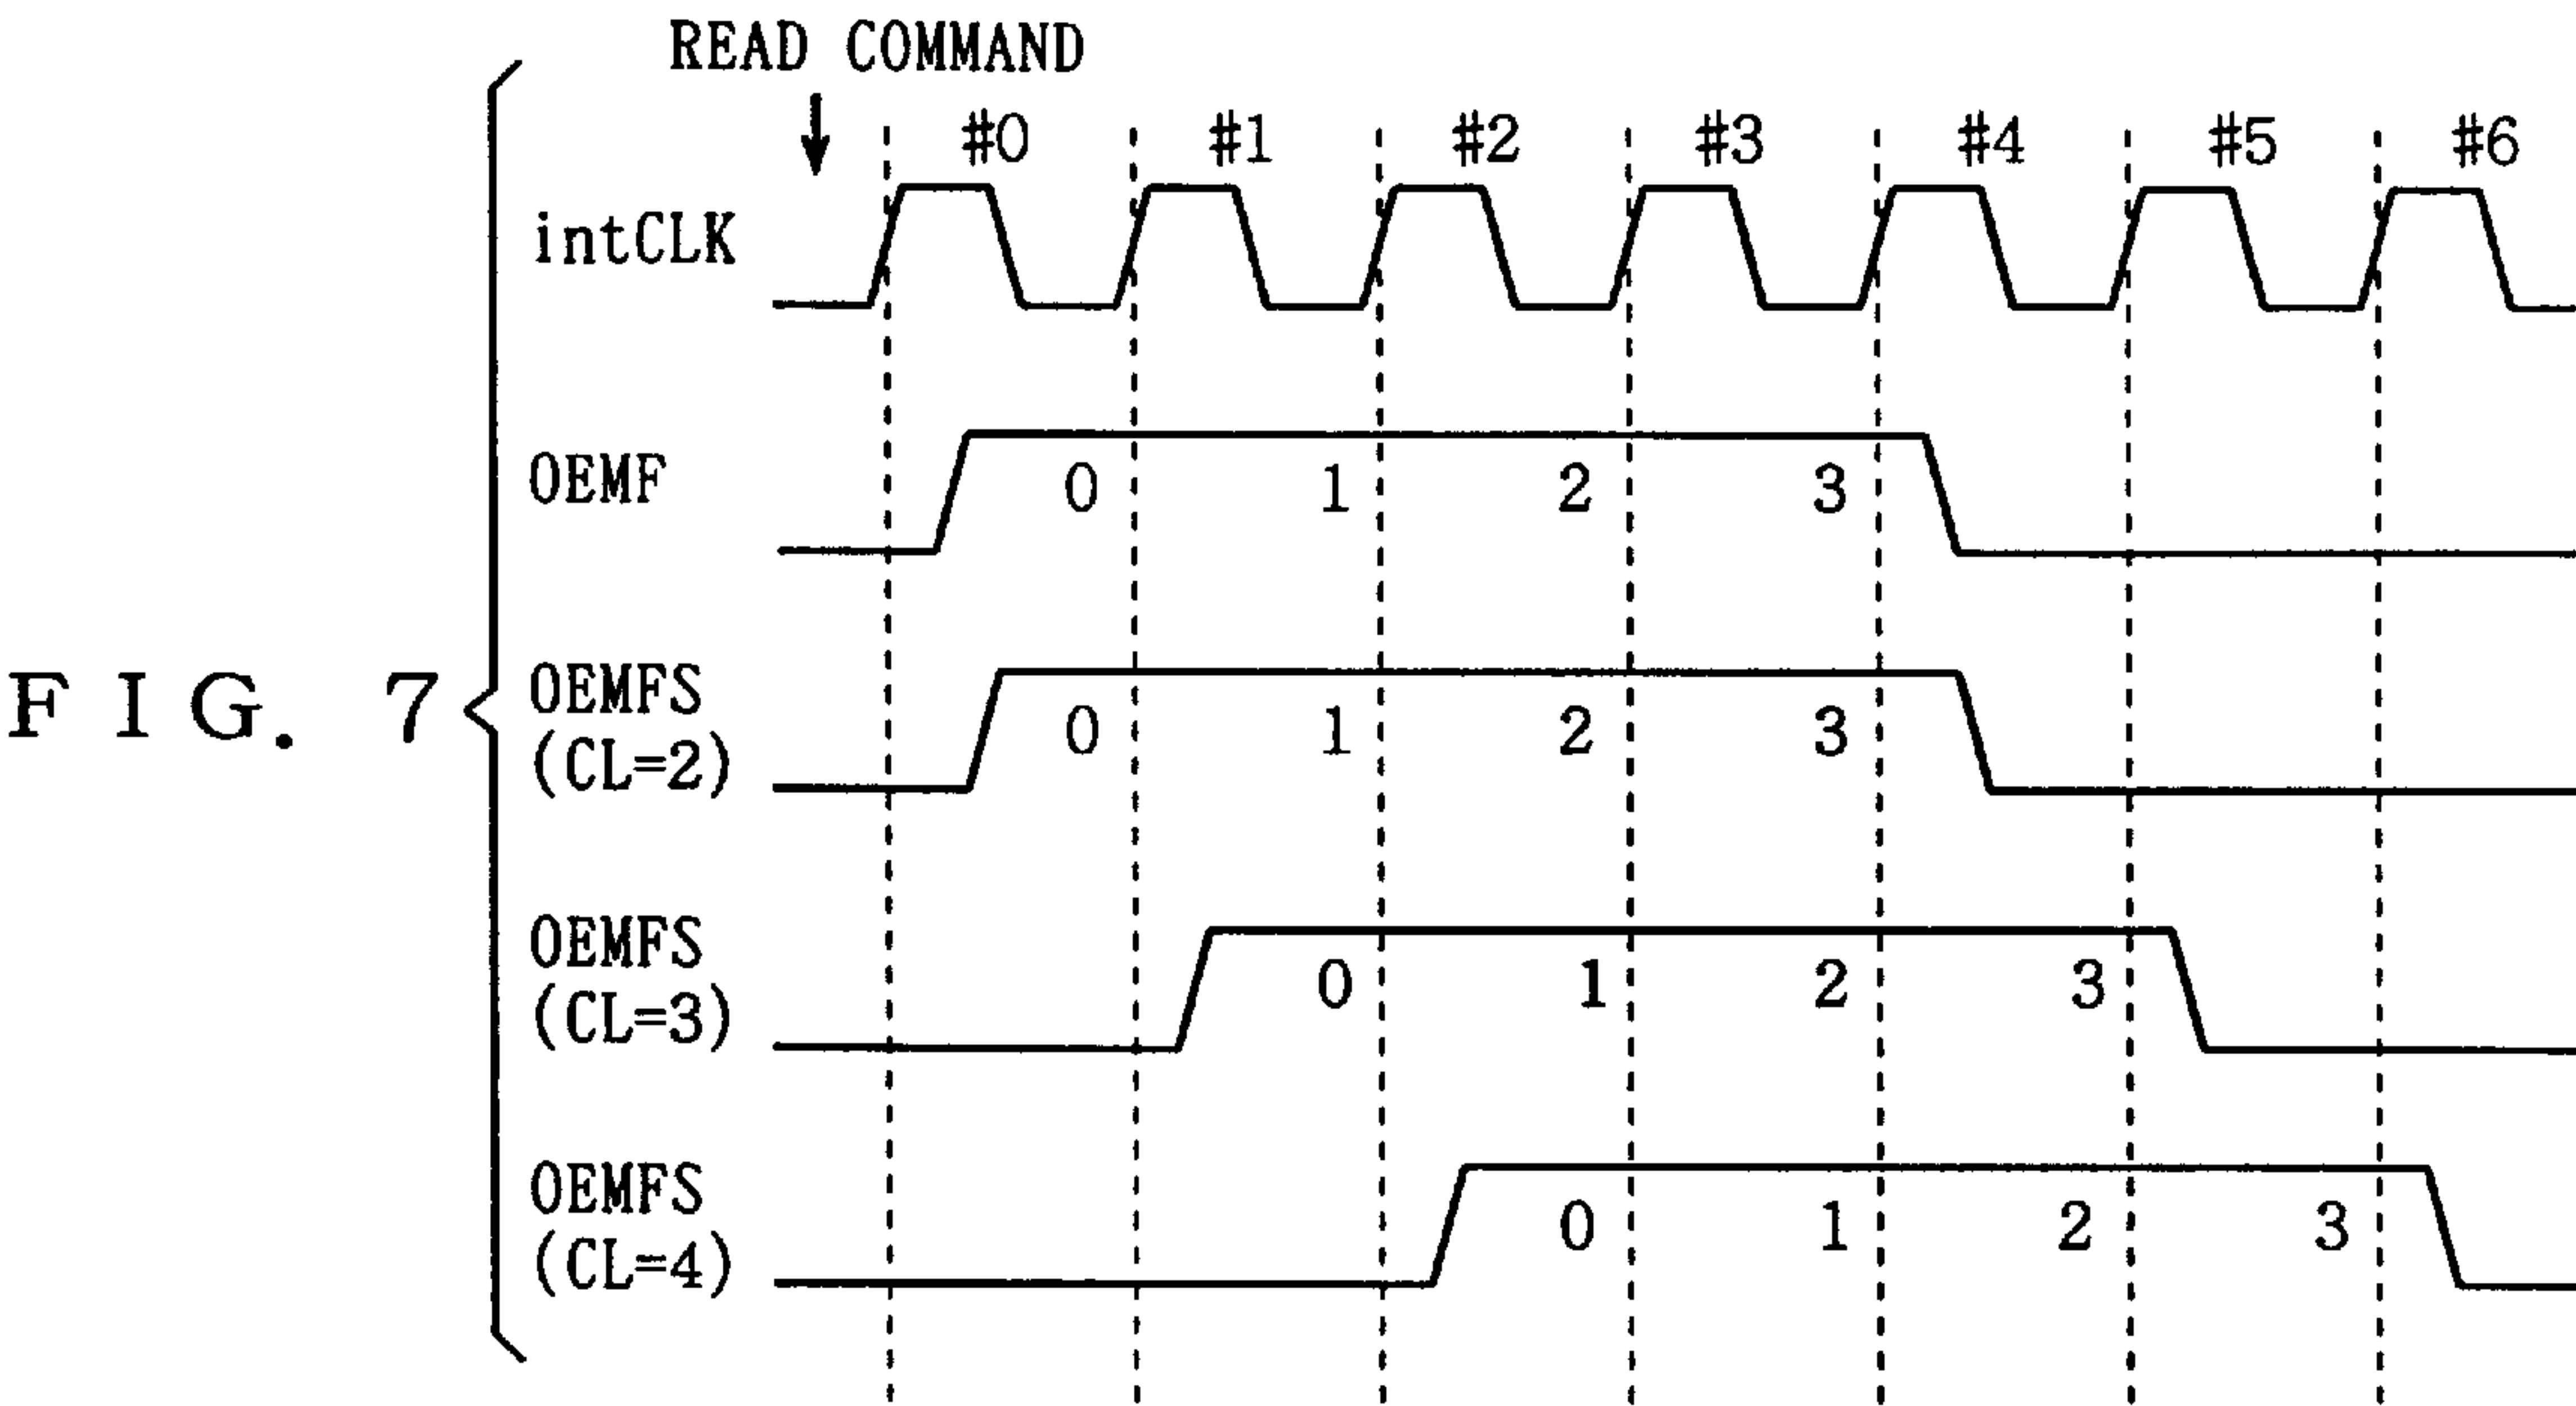 READ COMMAND
#0 #1 #2 #3 #4 #5 #6
intCLK
OEMF
0 1 2 3
FIG. 7
OEMFS
(CL=2)
0 1 2 3
OEMFS
(CL=3)
0 1 2 3
OEMFS
(CL=4)
0 1 2 3